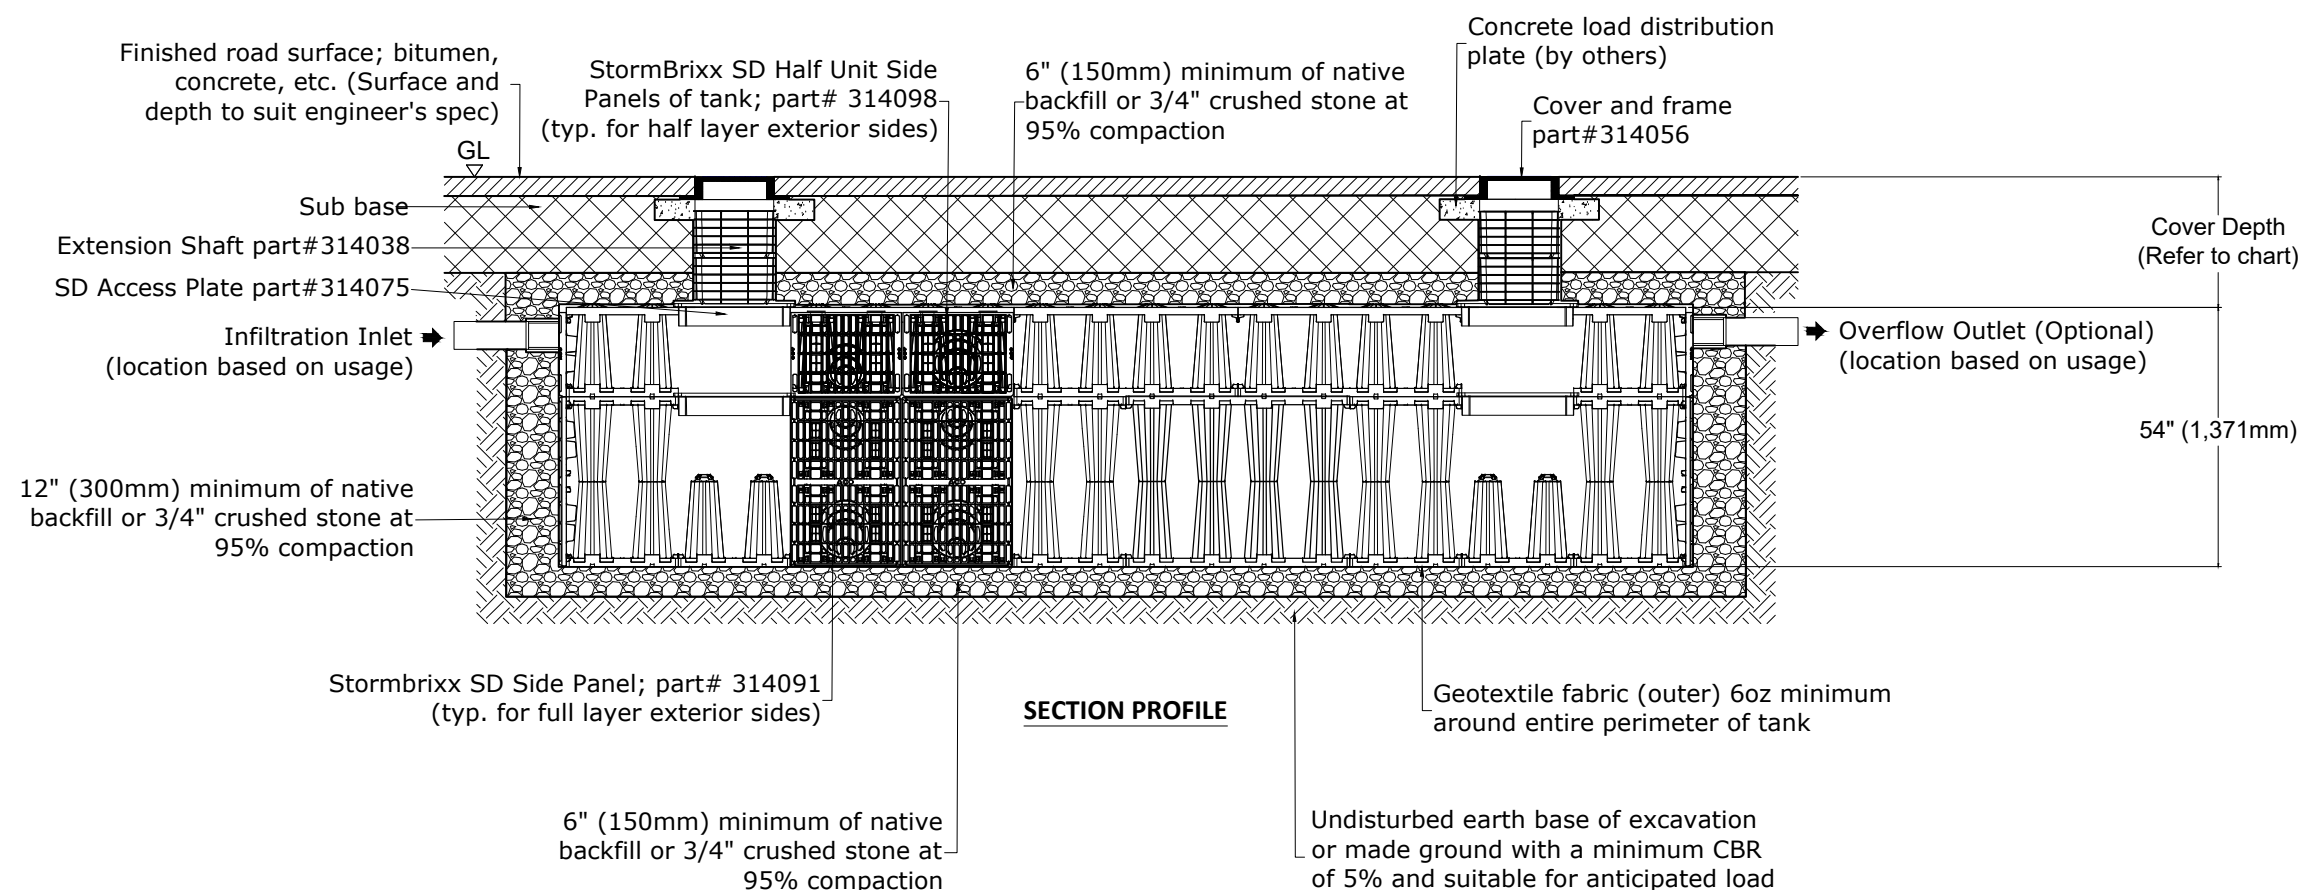 Finished road surface; bitumen,
concrete, etc. (Surface and
depth to suit engineer's spec)
StormBrixx SD Half Unit Side
Panels of tank; part# 314098
(typ. for half layer exterior sides)
6" (150mm) minimum of native
backfill or 3/4" crushed stone at
95% compaction
Concrete load distribution
plate (by others)
Cover and frame
part#314056
GL
Sub base
Extension Shaft part#314038
SD Access Plate part#314075
Infiltration Inlet
(location based on usage)
Cover Depth
(Refer to chart)
Overflow Outlet (Optional)
(location based on usage)
54" (1,371mm)
12" (300mm) minimum of native
backfill or 3/4" crushed stone at
95% compaction
Stormbrixx SD Side Panel; part# 314091
(typ. for full layer exterior sides)
SECTION PROFILE
Geotextile fabric (outer) 6oz minimum
around entire perimeter of tank
6" (150mm) minimum of native
backfill or 3/4" crushed stone at
95% compaction
Undisturbed earth base of excavation
or made ground with a minimum CBR
of 5% and suitable for anticipated load